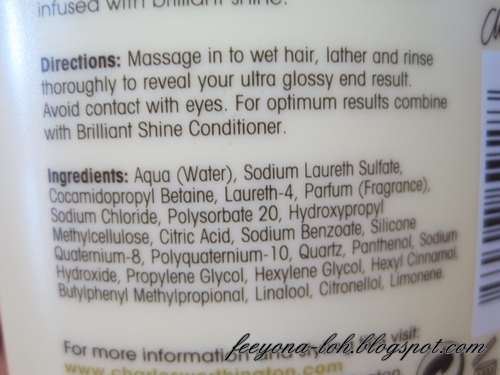 infused with brilliant shine.
Directions: Massage in to wet hair, lather and rinse
thoroughly to reveal your ultra glossy end result.
Avoid contact with eyes. For optimum results combine
with Brilliant Shine Conditioner.
Ingredients: Aqua (Water), Sodium Laureth Sulfate,
Cocamidopropyl Betaine, Laureth-4, Parfum (Fragrance),
Sodium Chloride, Polysorbate 20, Hydroxypropyl
Methylcellulose, Citric Acid, Sodium Benzoate, Silicone
Quaternium-8, Polyquaternium-10, Quartz, Panthenol, Sodium
Hydroxide, Propylene Glycol, Hexylene Glycol, Hexyl Cinnamal,
Butylphenyl Methylpropional, Linalool, Citronellol, Limonene.
For more information and visit:
feeyona-loh.blogspot.com
www.charlesworthington.com